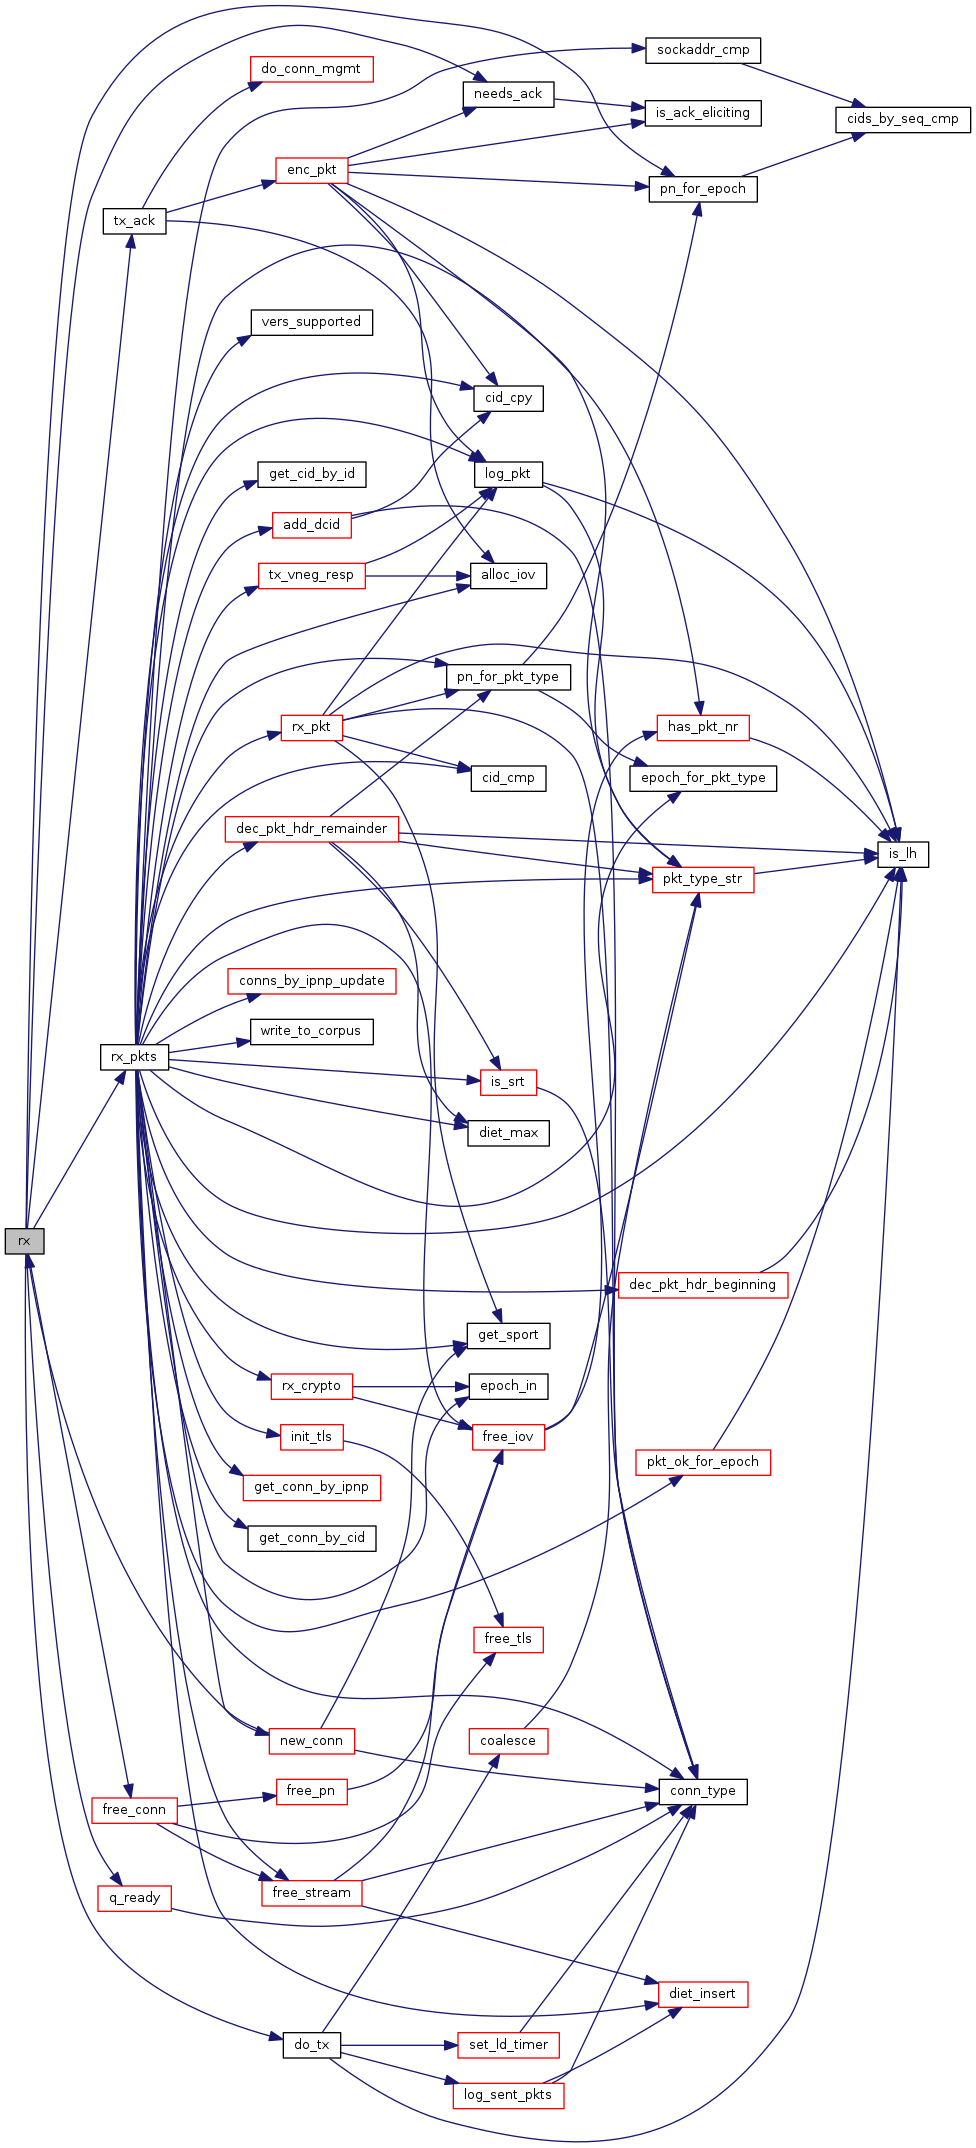 sockaddr_cmp
do_conn_mgmt
needs_ack
is_ack_eliciting
cids_by_seq_cmp
enc_pkt
pn_for_epoch
tx_ack
vers_supported
cid_cpy
get_cid_by_id
log_pkt
add_dcid
tx_vneg_resp
alloc_iov
pn_for_pkt_type
rx_pkt
has_pkt_nr
cid_cmp
epoch_for_pkt_type
dec_pkt_hdr_remainder
is_lh
pkt_type_str
conns_by_ipnp_update
write_to_corpus
rx_pkts
is_srt
diet_max
rx
dec_pkt_hdr_beginning
get_sport
rx_crypto
epoch_in
init_tls
free_iov
pkt_ok_for_epoch
get_conn_by_ipnp
get_conn_by_cid
free_tls
new_conn
coalesce
free_pn
conn_type
free_conn
free_stream
q_ready
diet_insert
do_tx
set_ld_timer
log_sent_pkts